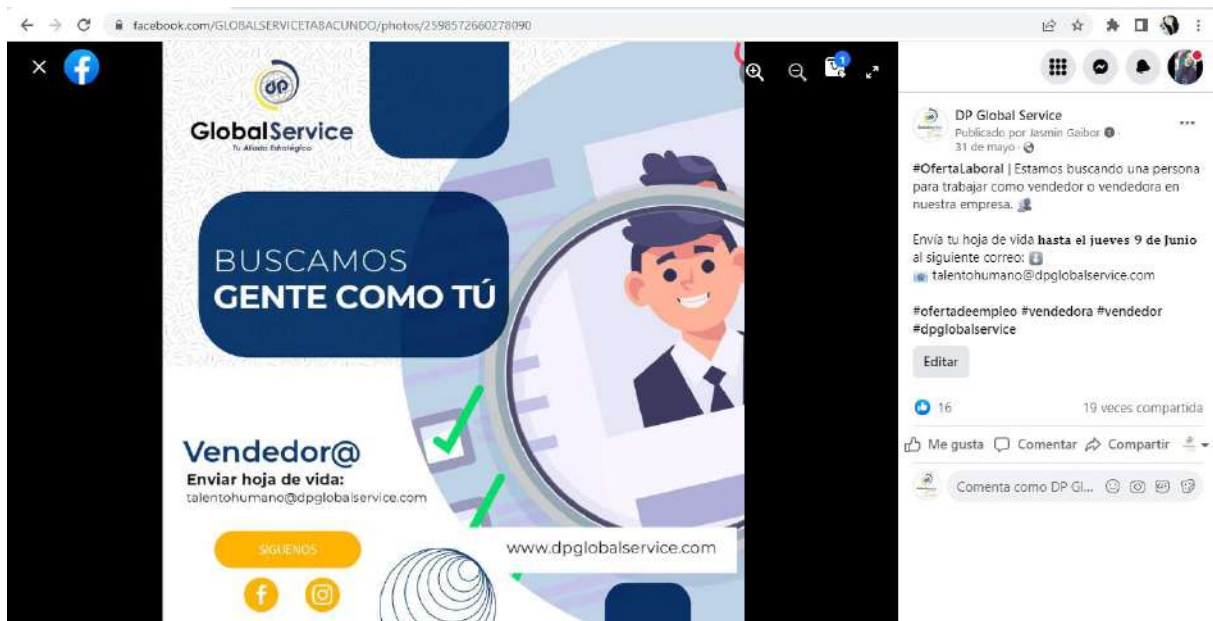 facebook.com/GLOBALSERVICETABACUNDO/photos/2598572660278090
dp
GlobalService
Tu Aliado Estratégico
BUSCAMOS
GENTE COMO TÚ
Vendedor@
Enviar hoja de vida:
talentohumano@dpglobalservice.com
SÍGUENOS
www.dpglobalservice.com
1
DP Global Service
Publicado por Jasmin Gaibor
31 de mayo
#OfertaLaboral | Estamos buscando una persona
para trabajar como vendedor o vendedora en
nuestra empresa.
Envía tu hoja de vida hasta el jueves 9 de Junio
al siguiente correo:
talentohumano@dpglobalservice.com
#ofertadeempleo #vendedora #vendedor
#dpglobalservice
Editar
16
19 veces compartida
Me gusta Comentar Compartir
Comenta como DP Gl...